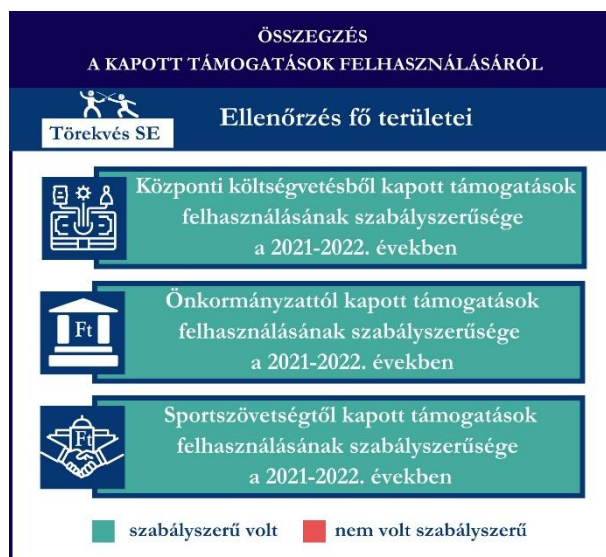 ÖSSZEGZÉS
A KAPOTT TÁMOGATÁSOK FELHASZNÁLÁSÁRÓL
Törekvés SE
Ellenőrzés fő területei
Központi költségvetésből kapott támogatások
felhasználásának szabályszerűsége
a 2021-2022. években
Ft
Önkormányzattól kapott támogatások
felhasználásának szabályszerűsége
a 2021-2022. években
Ft
Sportszövetségtől kapott támogatások
felhasználásának szabályszerűsége
a 2021-2022. években
szabályszerű volt
nem volt szabályszerű